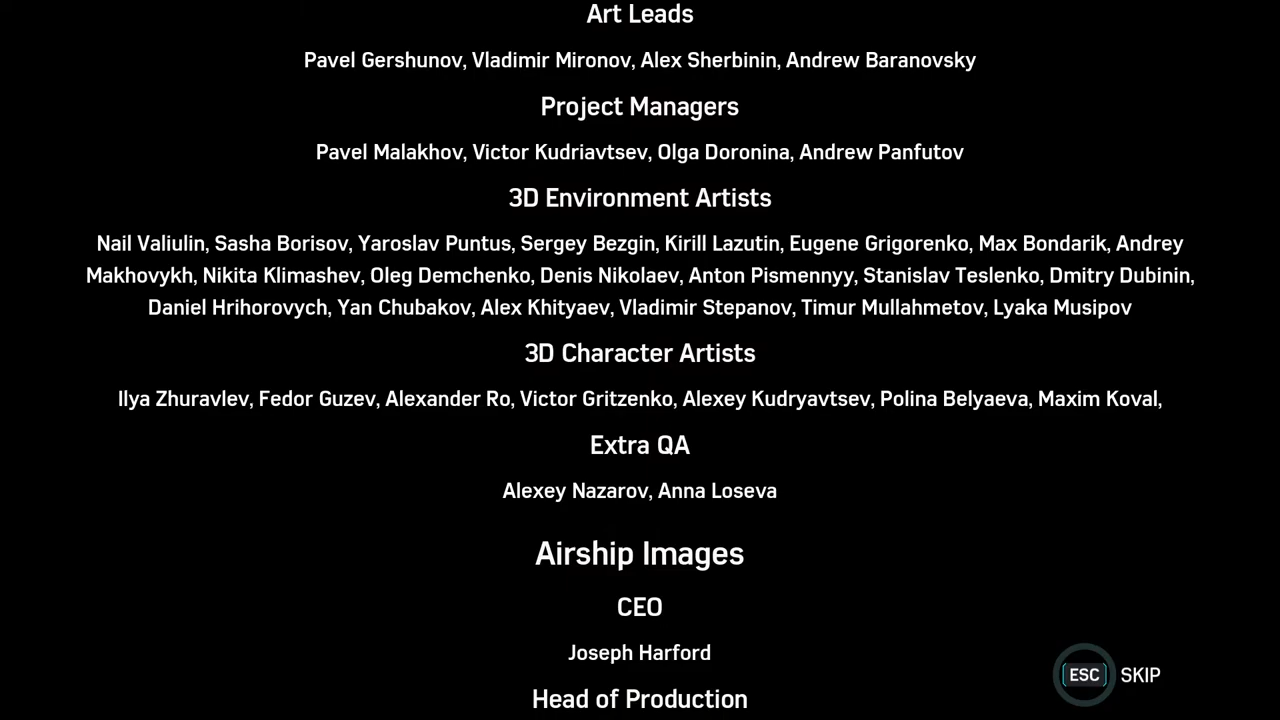 Art Leads
Pavel Gershunov, Vladimir Mironov, Alex Sherbinin, Andrew Baranovsky
Project Managers
Pavel Malakhov, Victor Kudriavtsev, Olga Doronina, Andrew Panfutov
3D Environment Artists
Nail Valiulin, Sasha Borisov, Yaroslav Puntus, Sergey Bezgin, Kirill Lazutin, Eugene Grigorenko, Max Bondarik, Andrey
Makhovykh, Nikita Klimashev, Oleg Demchenko, Denis Nikolaev, Anton Pismennyy, Stanislav Teslenko, Dmitry Dubinin,
Daniel Hrihorovych, Yan Chubakov, Alex Khityaev, Vladimir Stepanov, Timur Mullahmetov, Lyaka Musipov
3D Character Artists
Ilya Zhuravlev, Fedor Guzev, Alexander Ro, Victor Gritzenko, Alexey Kudryavtsev, Polina Belyaeva, Maxim Koval,
Extra QA
Alexey Nazarov, Anna Loseva
Airship Images
CEO
Joseph Harford
ESC SKIP
Head of Production